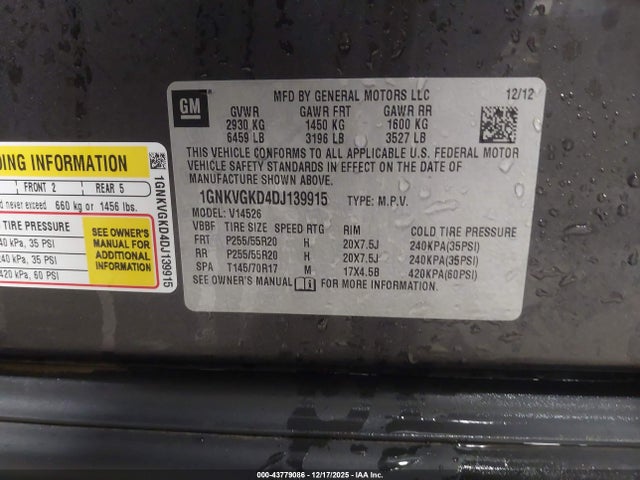 GM
MFD BY GENERAL MOTORS LLC 12/12
GVWR GAWR FRT GAWR RR
2930 KG 1450 KG 1600 KG
6459 LB 3196 LB 3527 LB
THIS VEHICLE CONFORMS TO ALL APPLICABLE U.S. FEDERAL MOTOR
VEHICLE SAFETY STANDARDS IN EFFECT ON THE DATE OF
MANUFACTURE SHOWN ABOVE.
1GNKVGKD4DJ139915 TYPE: M.P.V.
MODEL: V14526
VBBF TIRE SIZE SPEED RTG RIM COLD TIRE PRESSURE
FRT P255/55R20 H 20X7.5J 240KPA(35PSI)
RR P255/55R20 H 20X7.5J 240KPA(35PSI)
SPA T145/70R17 M 17X4.5B 420KPA(60PSI)
SEE OWNER'S MANUAL FOR MORE INFORMATION.
DING INFORMATION
FRONT 2 REAR 5
never exceed 660 kg or 1456 lbs.
TIRE PRESSURE
40 KPA, 35 PSI
240 KPA, 35 PSI
420 KPA, 60 PSI
SEE OWNER'S
MANUAL FOR
ADDITIONAL
INFORMATION
1GNKVGKD4DJ139915
000-43779086 - 12/17/2025 - IAA Inc.